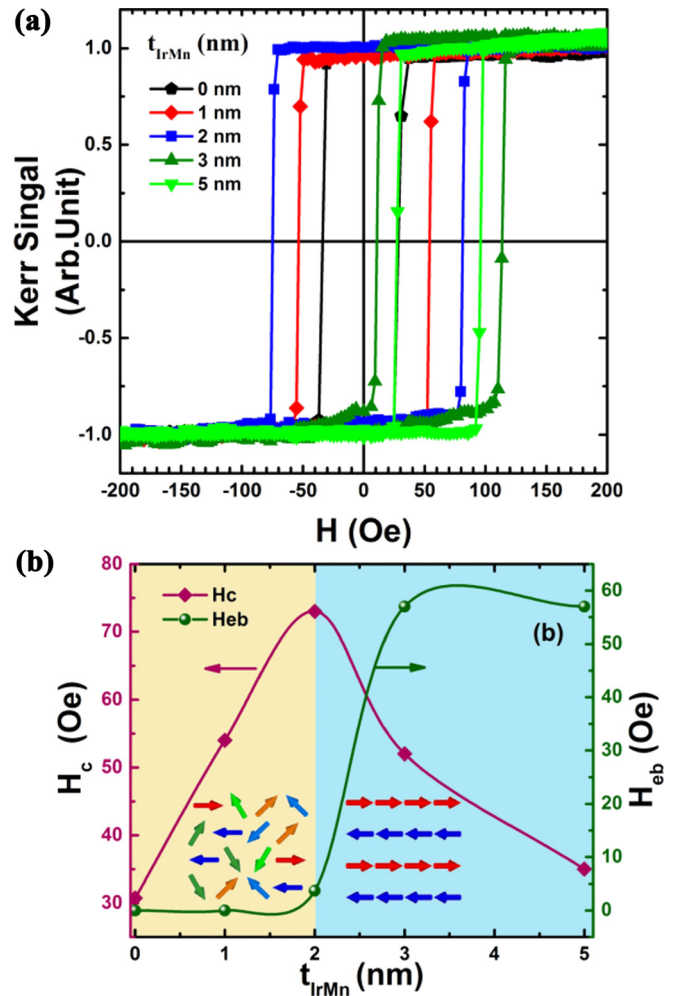 (a)
t_IrMn (nm)
0 nm
1 nm
2 nm
3 nm
5 nm
Kerr Singal
(Arb.Unit)
1.0
0.5
0.0
-0.5
-1.0
-200 -150 -100 -50 0 50 100 150 200
H (Oe)
(b)
Hc
Heb
(b)
H_c (Oe)
80
70
60
50
40
30
H_eb (Oe)
60
50
40
30
20
10
0
0 1 2 3 4 5
t_IrMn (nm)